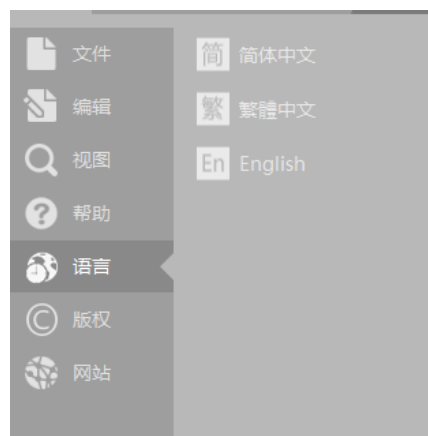 文件
编辑
视图
帮助
语言
版权
网站
简 简体中文
繁 繁體中文
En English